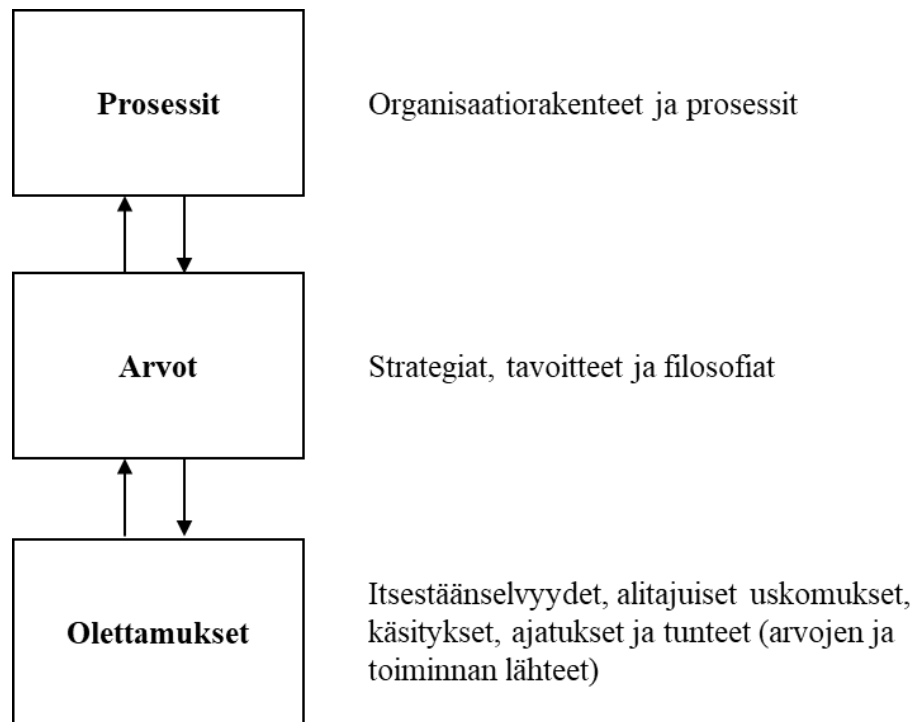 Prosessit
Organisaatiorakenteet ja prosessit
Arvot
Strategiat, tavoitteet ja filosofiat
Olettamukset
Itsestäänselvyydet, alitajuiset uskomukset,
käsitykset, ajatukset ja tunteet (arvojen ja
toiminnan lähteet)